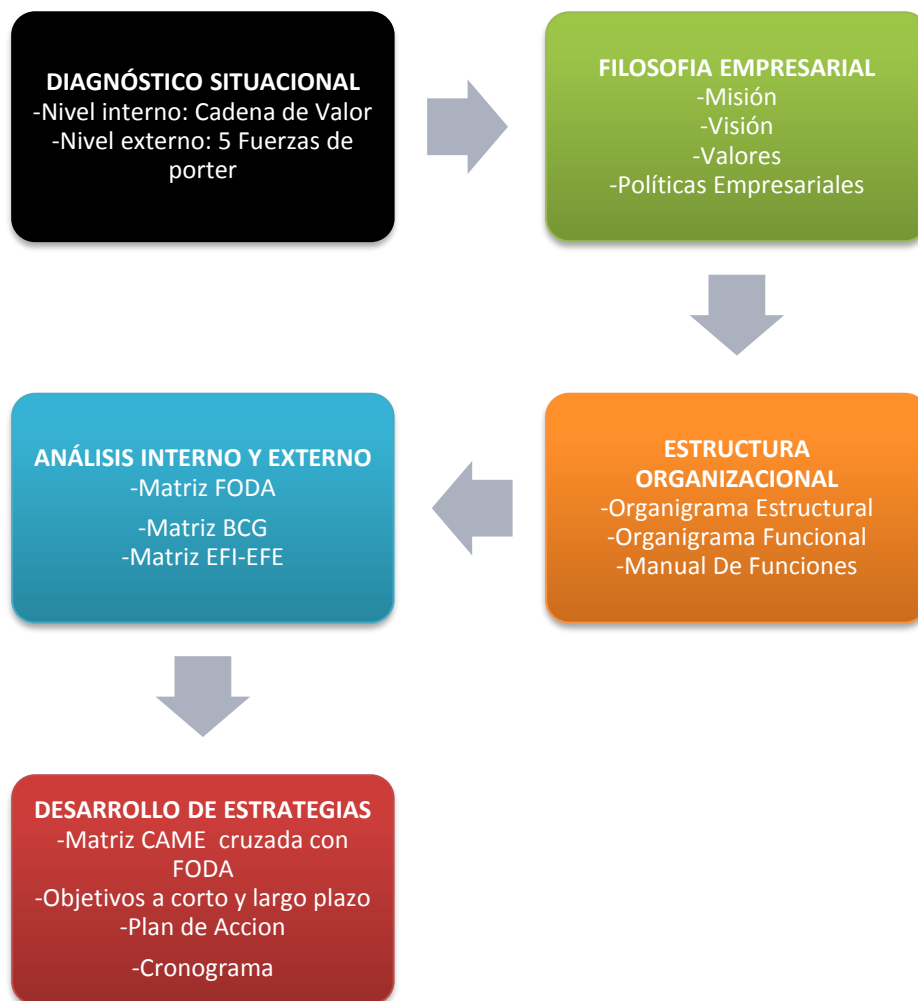 DIAGNÓSTICO SITUACIONAL
-Nivel interno: Cadena de Valor
-Nivel externo: 5 Fuerzas de
porter
FILOSOFIA EMPRESARIAL
-Misión
-Visión
-Valores
-Políticas Empresariales
ESTRUCTURA
ORGANIZACIONAL
-Organigrama Estructural
-Organigrama Funcional
-Manual De Funciones
ANÁLISIS INTERNO Y EXTERNO
-Matriz FODA
-Matriz BCG
-Matriz EFI-EFE
DESARROLLO DE ESTRATEGIAS
-Matriz CAME  cruzada con
FODA
-Objetivos a corto y largo plazo
-Plan de Accion
-Cronograma